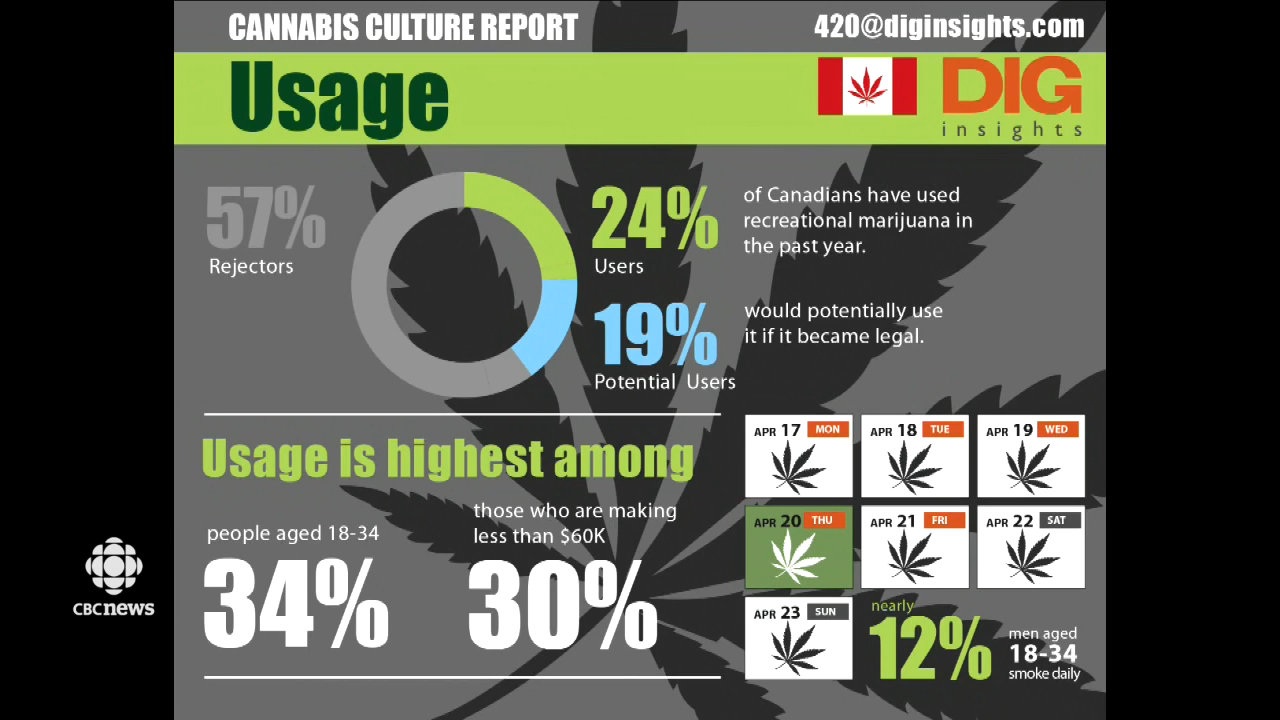 CANNABIS CULTURE REPORT
420@diginsights.com
Usage
DIG
insights
57%
Rejectors
24%
Users
of Canadians have used
recreational marijuana in
the past year.
19%
Potential Users
would potentially use
it if it became legal.
Usage is highest among
people aged 18-34
34%
those who are making
less than $60K
30%
APR 17 MON
APR 18 TUE
APR 19 WED
APR 20 THU
APR 21 FRI
APR 22 SAT
APR 23 SUN
nearly
12%
men aged
18-34
smoke daily
CBCNEWS